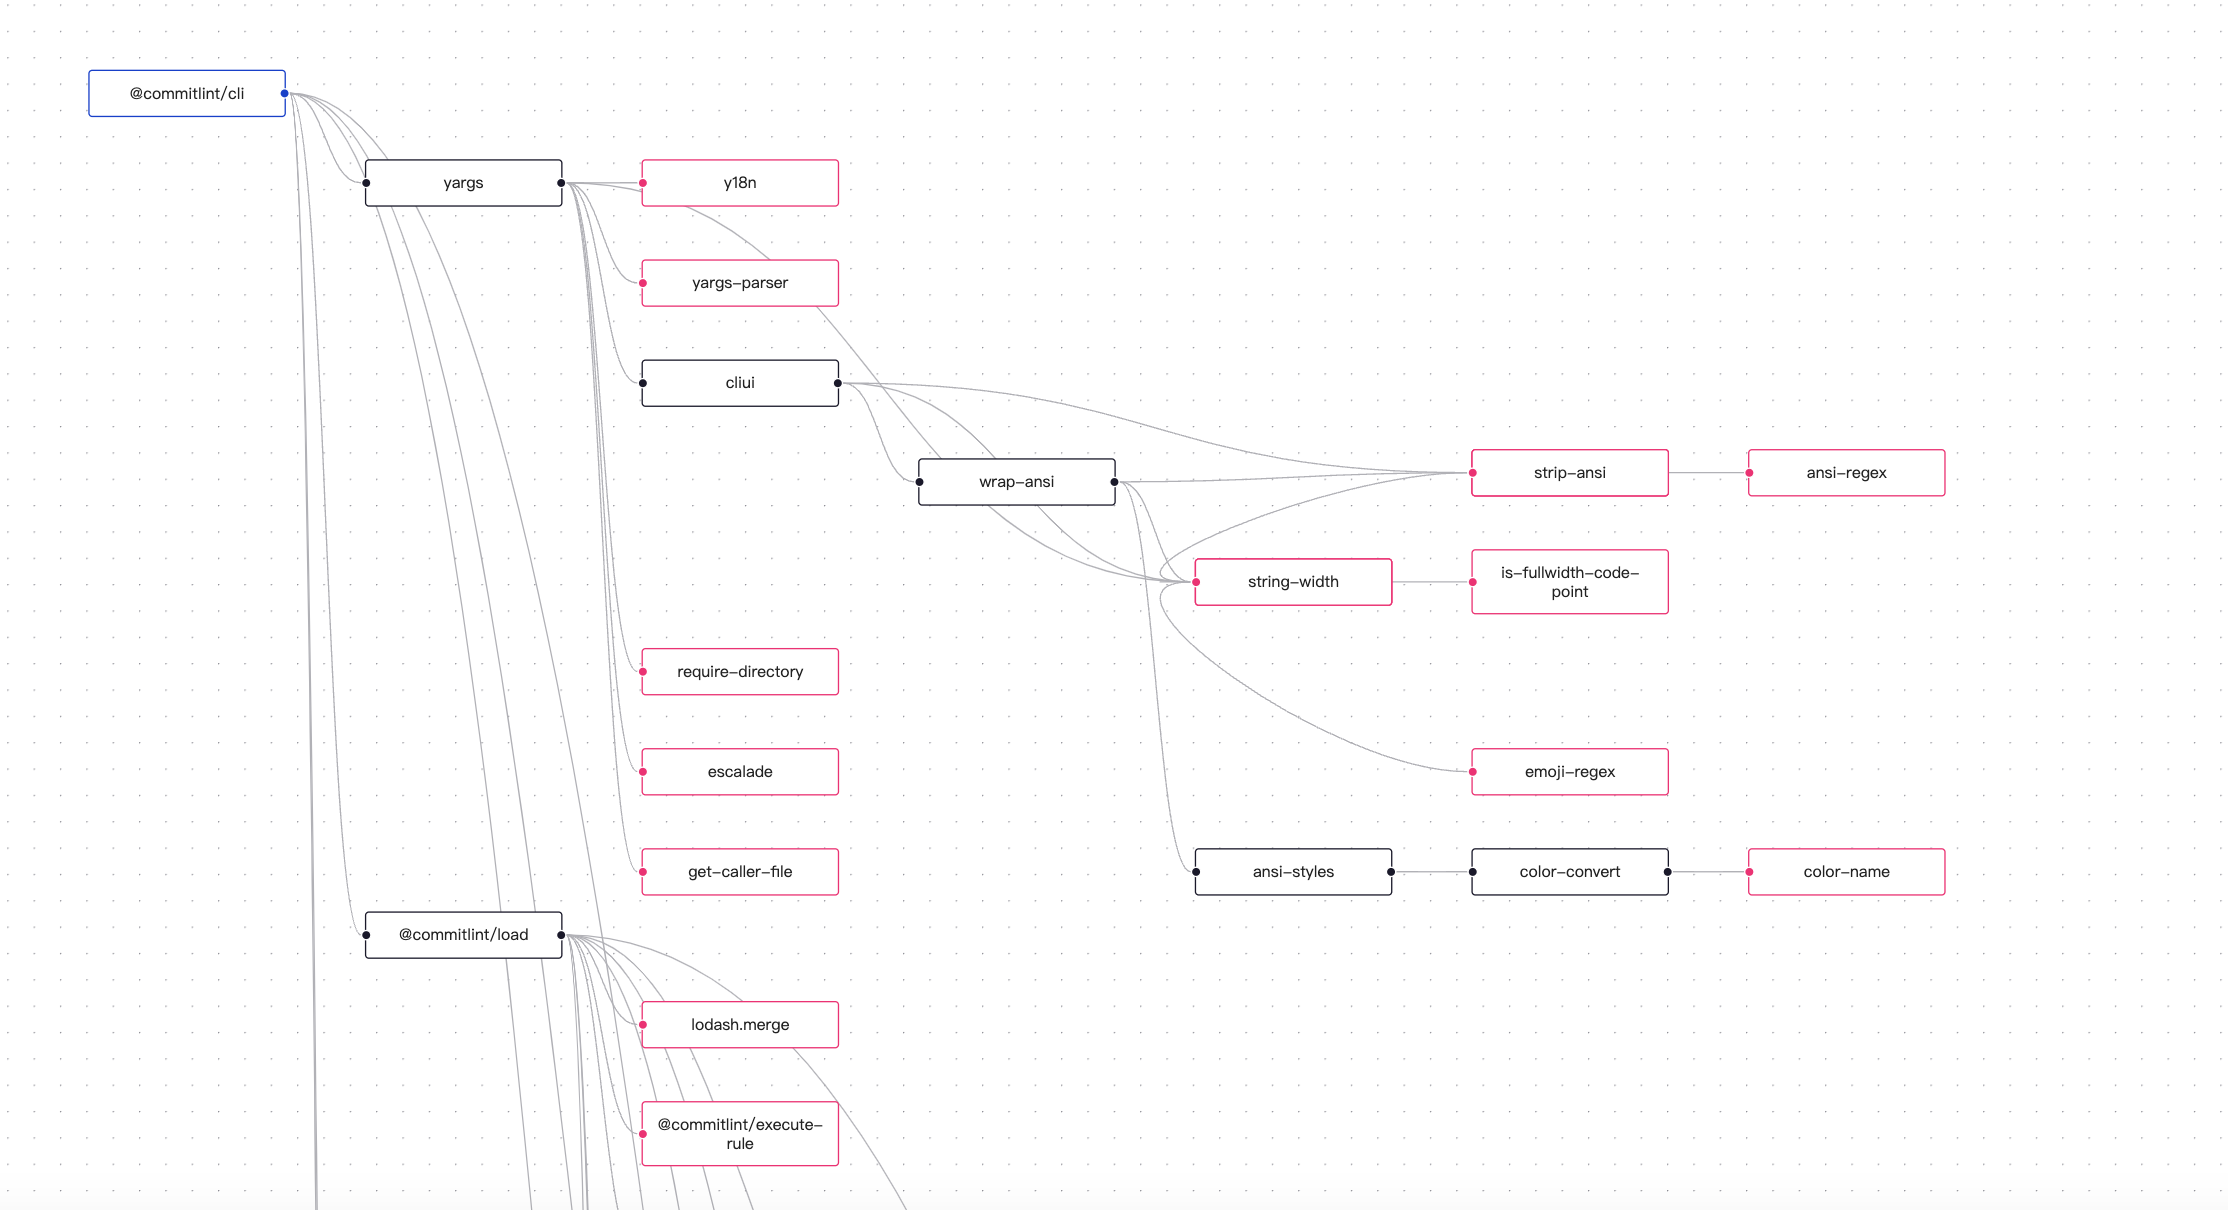 @commitlint/cli
yargs
y18n
yargs-parser
cliui
wrap-ansi
strip-ansi
ansi-regex
string-width
is-fullwidth-code-
point
require-directory
escalade
emoji-regex
get-caller-file
ansi-styles
color-convert
color-name
@commitlint/load
lodash.merge
@commitlint/execute-
rule